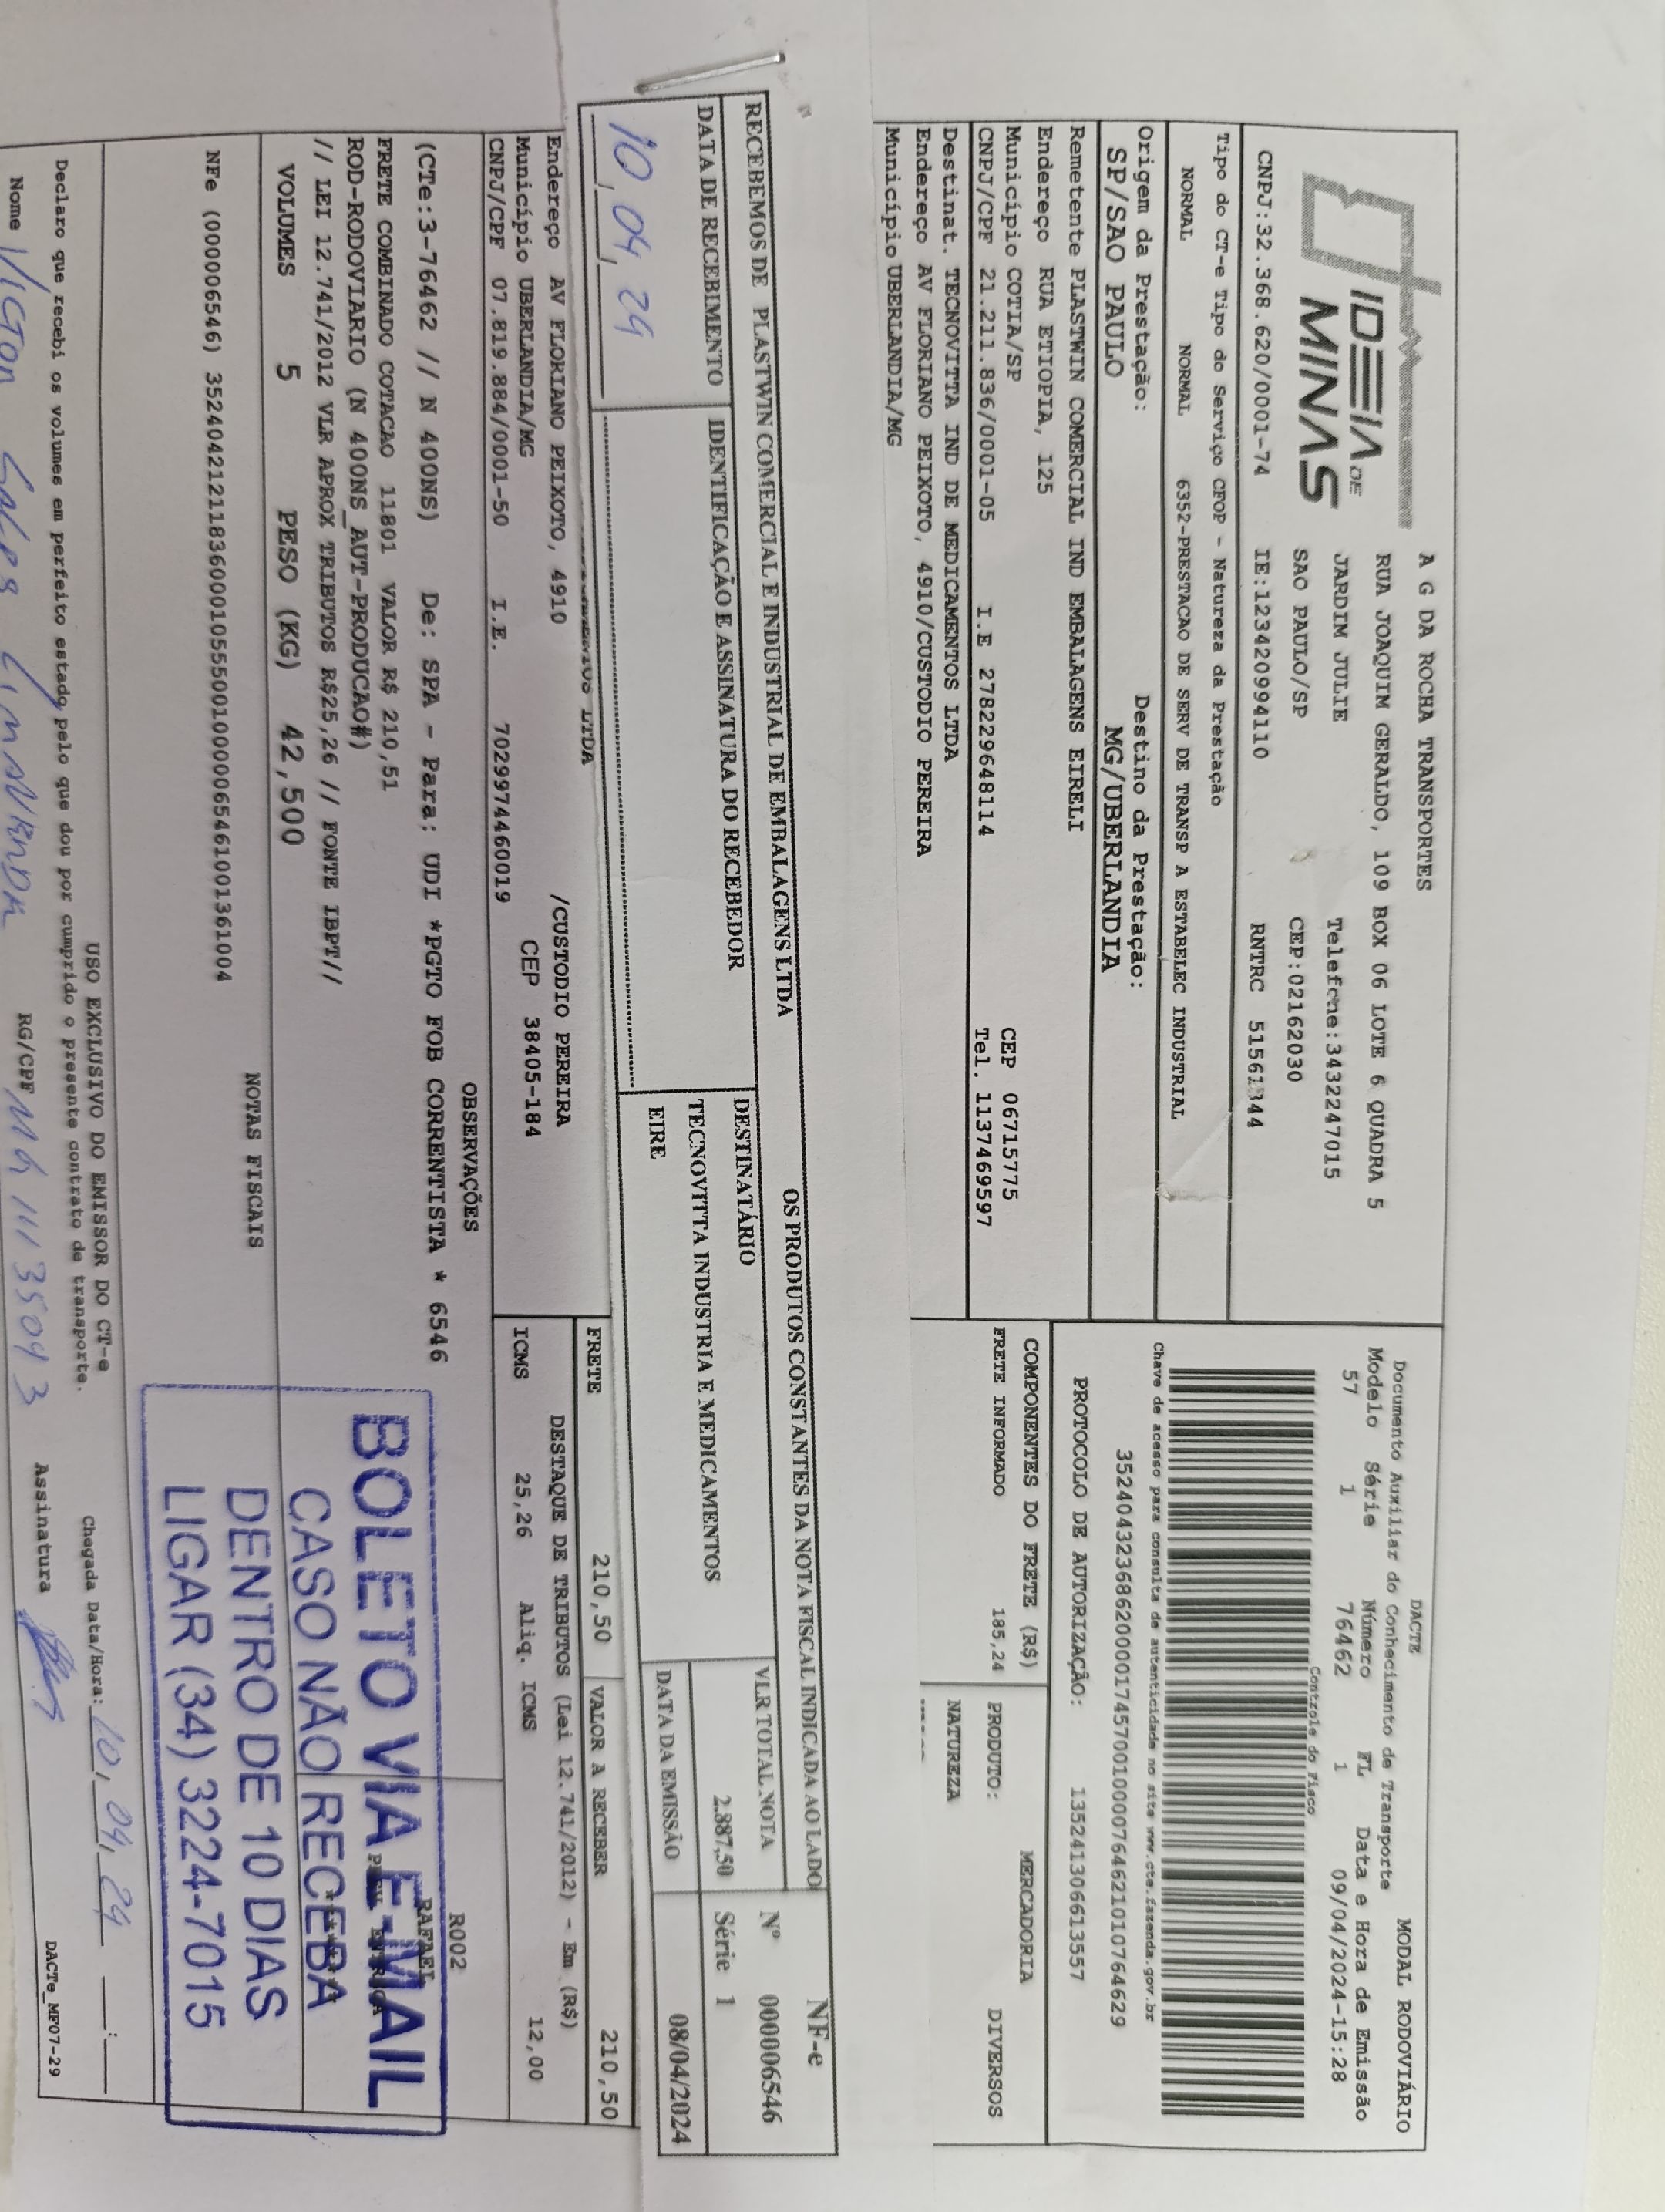 IDEIA DE
MINAS
A G DA ROCHA TRANSPORTES
RUA JOAQUIM GERALDO, 109 BOX 06 LOTE 6 QUADRA 5
JARDIM JULIE Telefone:3432247015
SAO PAULO/SP CEP:02162030
CNPJ:32.368.620/0001-74 IE:123420994110 RNTRC 51561344
DACTE MODAL RODOVIÁRIO
Documento Auxiliar do Conhecimento de Transporte
Modelo Série Número FL Data e Hora de Emissão
57 1 76462 1 09/04/2024-15:28
Controle do Fisco
Chave de acesso para consulta de autenticidade no site www.cte.fazenda.gov.br
35240432368620000174570010000764621010764629
PROTOCOLO DE AUTORIZAÇÃO: 135241306613557
Tipo do CT-e Tipo do Serviço CFOP - Natureza da Prestação
NORMAL NORMAL 6352-PRESTACAO DE SERV DE TRANSP A ESTABELEC INDUSTRIAL
Origem da Prestação: Destino da Prestação:
SP/SAO PAULO MG/UBERLANDIA
Remetente PLASTWIN COMERCIAL IND EMBALAGENS EIRELI
Endereço RUA ETIOPIA, 125
Município COTIA/SP CEP 06715775
CNPJ/CPF 21.211.836/0001-05 I.E 278229648114 Tel. 1137469597
Destinat. TECNOVITTA IND DE MEDICAMENTOS LTDA
Endereço AV FLORIANO PEIXOTO, 4910/CUSTODIO PEREIRA
Município UBERLANDIA/MG
COMPONENTES DO FRETE (R$) MERCADORIA
FRETE INFORMADO 185,24 PRODUTO: DIVERSOS
NATUREZA
RECEBEMOS DE PLASTWIN COMERCIAL E INDUSTRIAL DE EMBALAGENS LTDA OS PRODUTOS CONSTANTES DA NOTA FISCAL INDICADA AO LADO
NF-e
DATA DE RECEBIMENTO IDENTIFICAÇÃO E ASSINATURA DO RECEBEDOR DESTINATÁRIO VLR TOTAL NOTA Nº 000006546
10, 04, 24
TECNOVITTA INDUSTRIA E MEDICAMENTOS 2.887,50 Série 1
EIRE DATA DA EMISSÃO 08/04/2024
LTDA
Endereço AV FLORIANO PEIXOTO, 4910 /CUSTODIO PEREIRA
Município UBERLANDIA/MG CEP 38405-184
CNPJ/CPF 07.819.884/0001-50 I.E. 7029974460019
FRETE 210,50 VALOR A RECEBER 210,50
DESTAQUE DE TRIBUTOS (Lei 12.741/2012) - Em (R$)
ICMS 25,26 Aliq. ICMS 12,00
OBSERVAÇÕES
(CTe:3-76462 // N 400NS) De: SPA - Para: UDI *PGTO FOB CORRENTISTA * 6546
FRETE COMBINADO COTACAO 11801 VALOR R$ 210,51
ROD-RODOVIARIO (N 400NS_AUT-PRODUCAO#)
// LEI 12.741/2012 VLR APROX TRIBUTOS R$25,26 // FONTE IBPT//
R002
RAFAEL
VOLUMES 5 PESO (KG) 42,500
NOTAS FISCAIS
NFe (000006546) 35240421211836000105550010000065461001361004
BOLETO VIA E-MAIL
CASO NÃO RECEBA
DENTRO DE 10 DIAS
LIGAR (34) 3224-7015
USO EXCLUSIVO DO EMISSOR DO CT-e
Declaro que recebi os volumes em perfeito estado pelo que dou por cumprido o presente contrato de transporte.
Chegada Data/Hora: 10, 04, 24 __:__
Nome Victor Sales RG/CPF MG 111 3509 3 Assinatura
DACTe_MF07-29